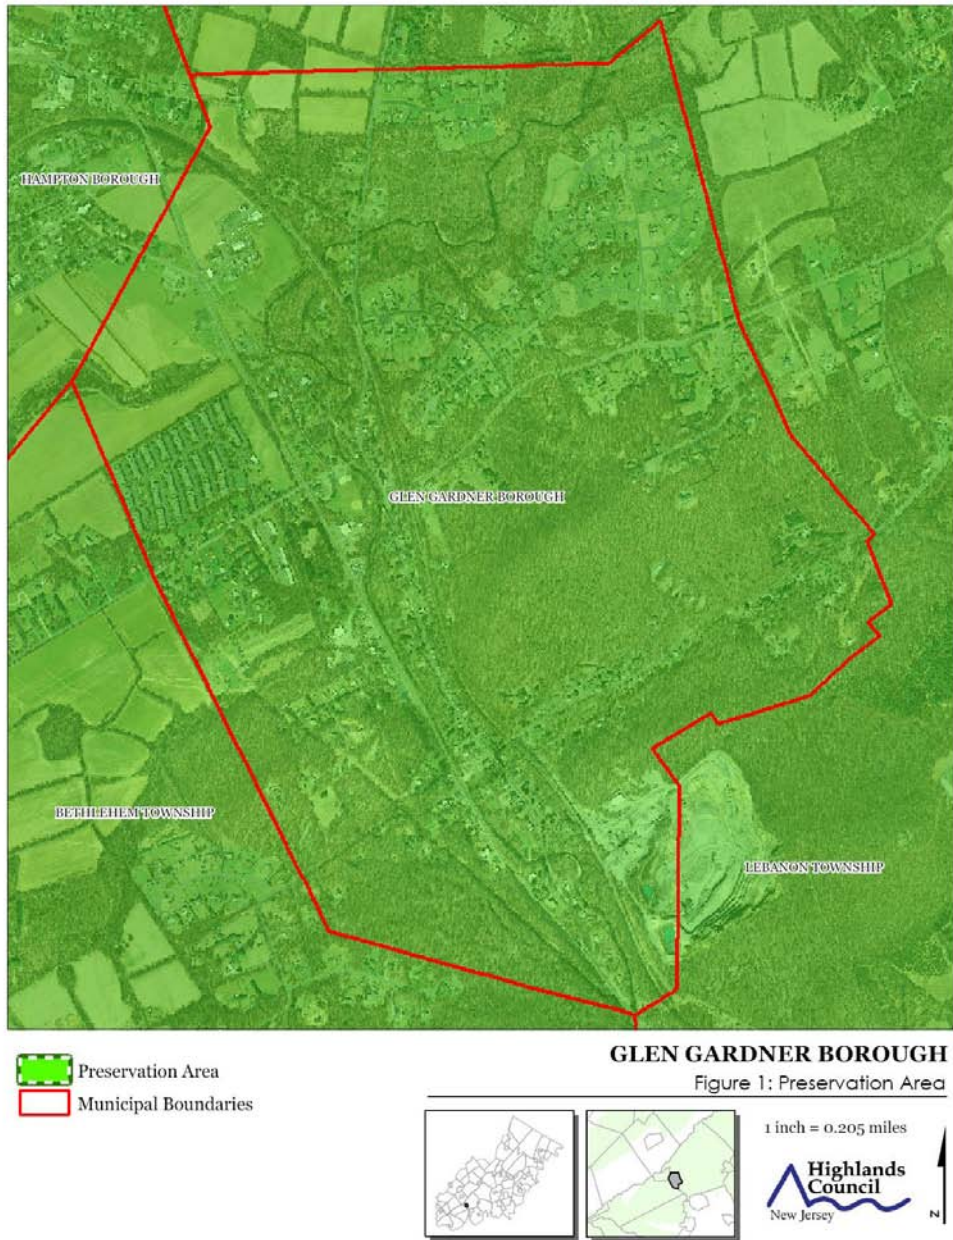 HAMPTON BOROUGH
GLEN GARDNER BOROUGH
BETHLEHEM TOWNSHIP
LEBANON TOWNSHIP
Preservation Area
Municipal Boundaries
GLEN GARDNER BOROUGH
Figure 1: Preservation Area
1 inch = 0.205 miles
Highlands
Council
New Jersey
N